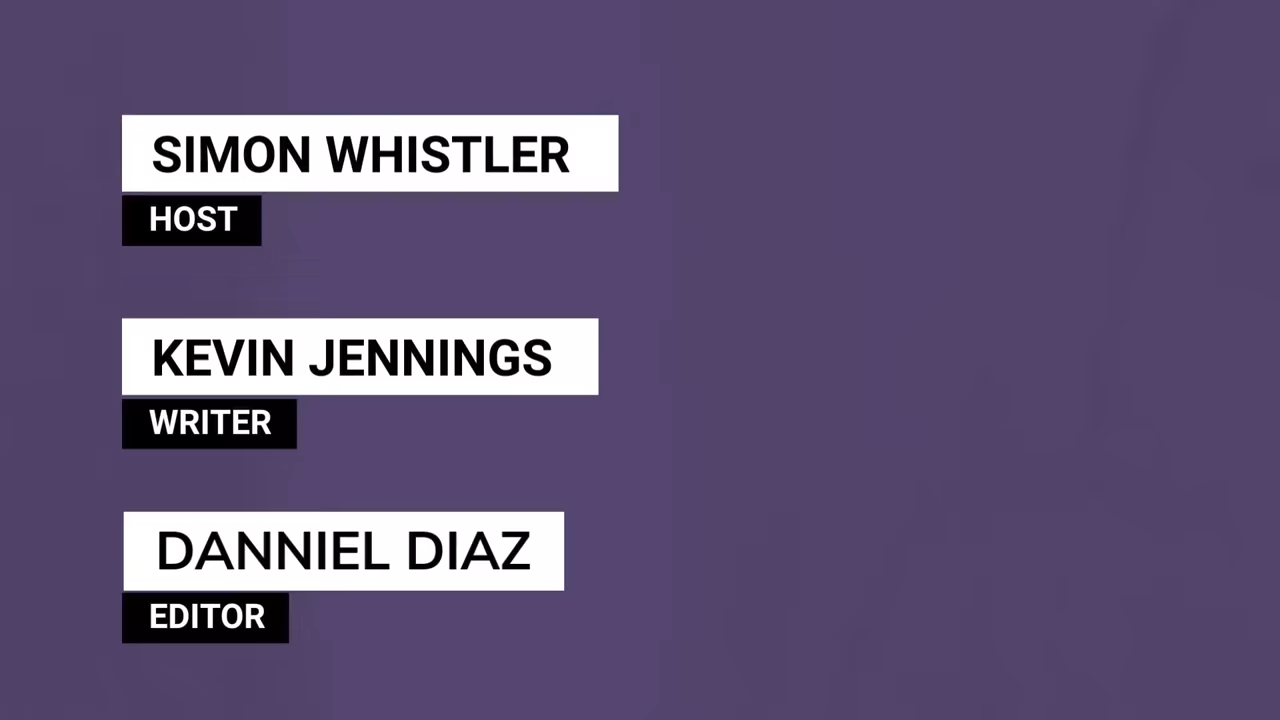 SIMON WHISTLER
HOST
KEVIN JENNINGS
WRITER
DANNIEL DIAZ
EDITOR